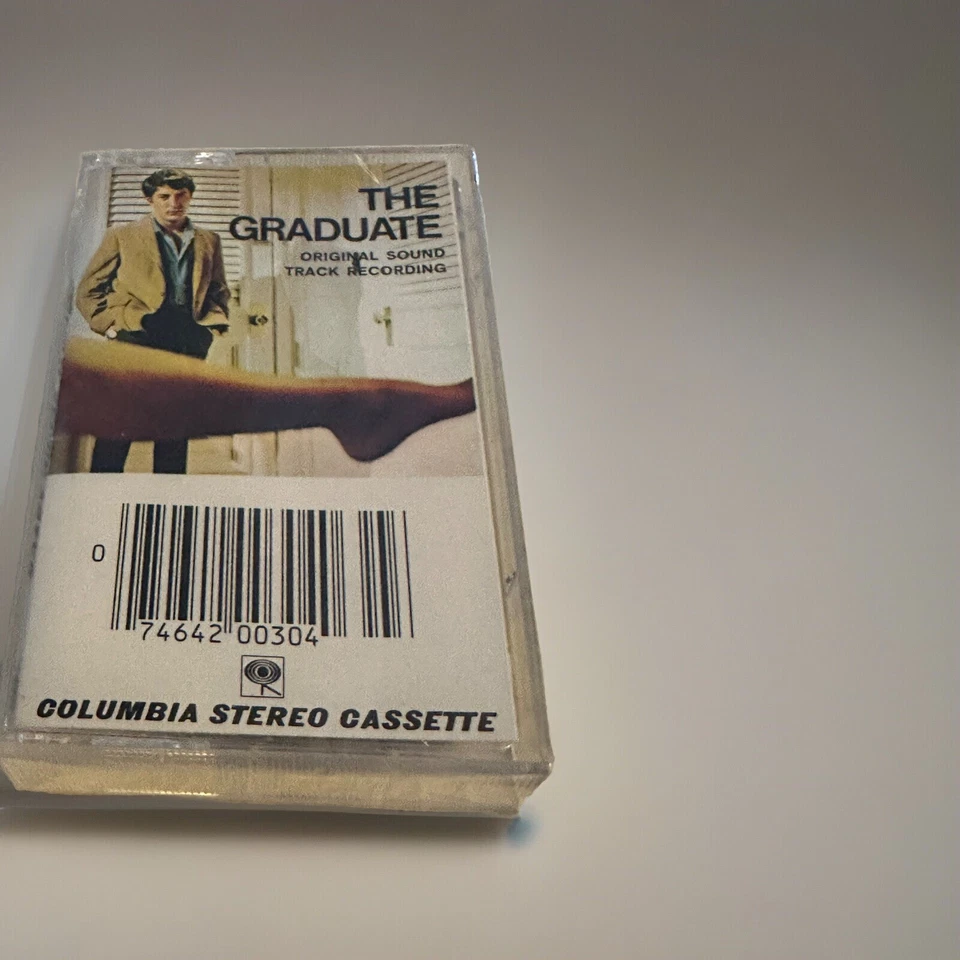 THE
GRADUATE
ORIGINAL SOUND
TRACK RECORDING
0
74642 00304
COLUMBIA STEREO CASSETTE